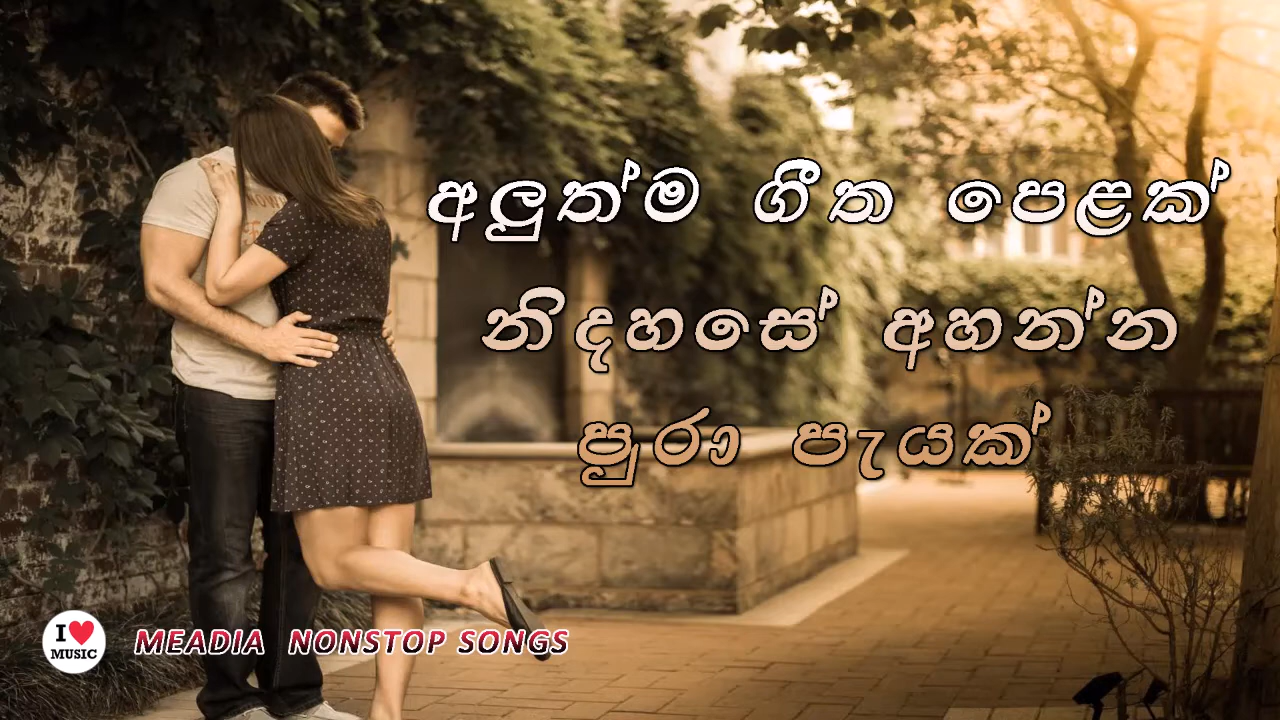 අලුත්ම ගීත පෙළක්
නිදහසේ අහන්න
පුරා පැයක්
I ❤ MUSIC
MEADIA NONSTOP SONGS